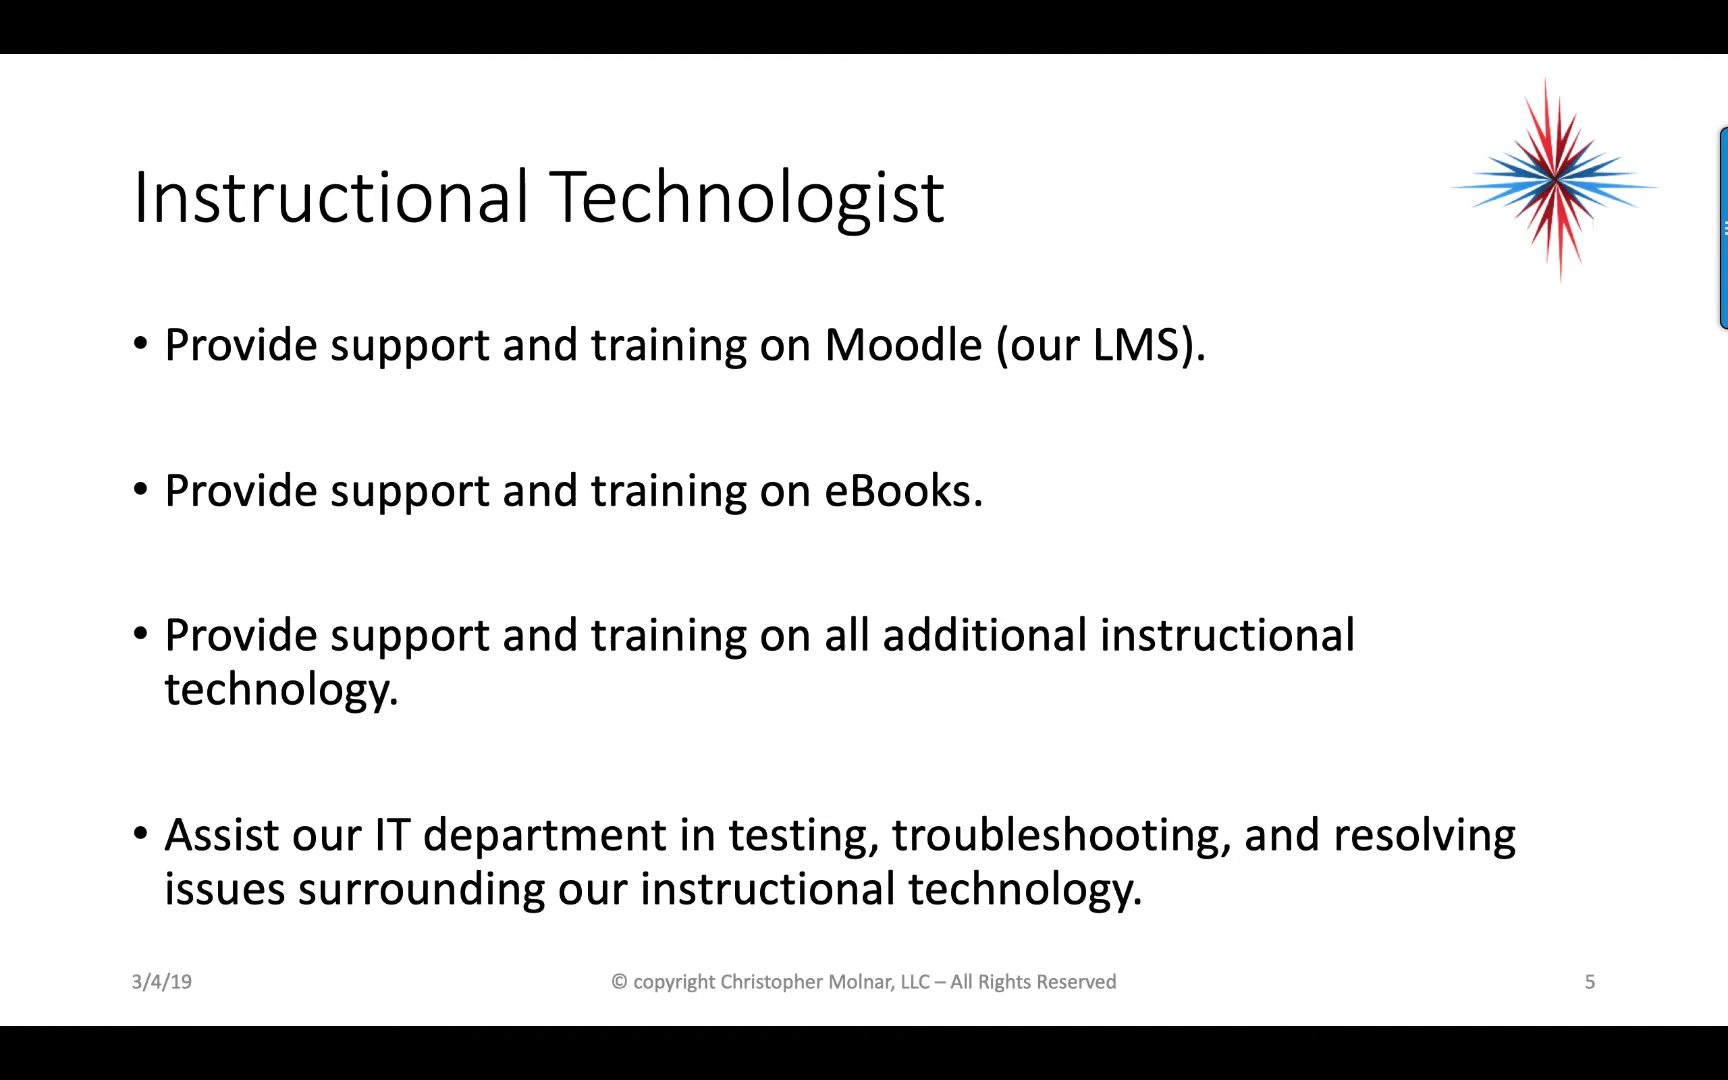 Instructional Technologist
• Provide support and training on Moodle (our LMS).
• Provide support and training on eBooks.
• Provide support and training on all additional instructional
technology.
• Assist our IT department in testing, troubleshooting, and resolving
issues surrounding our instructional technology.
3/4/19
© copyright Christopher Molnar, LLC – All Rights Reserved
5